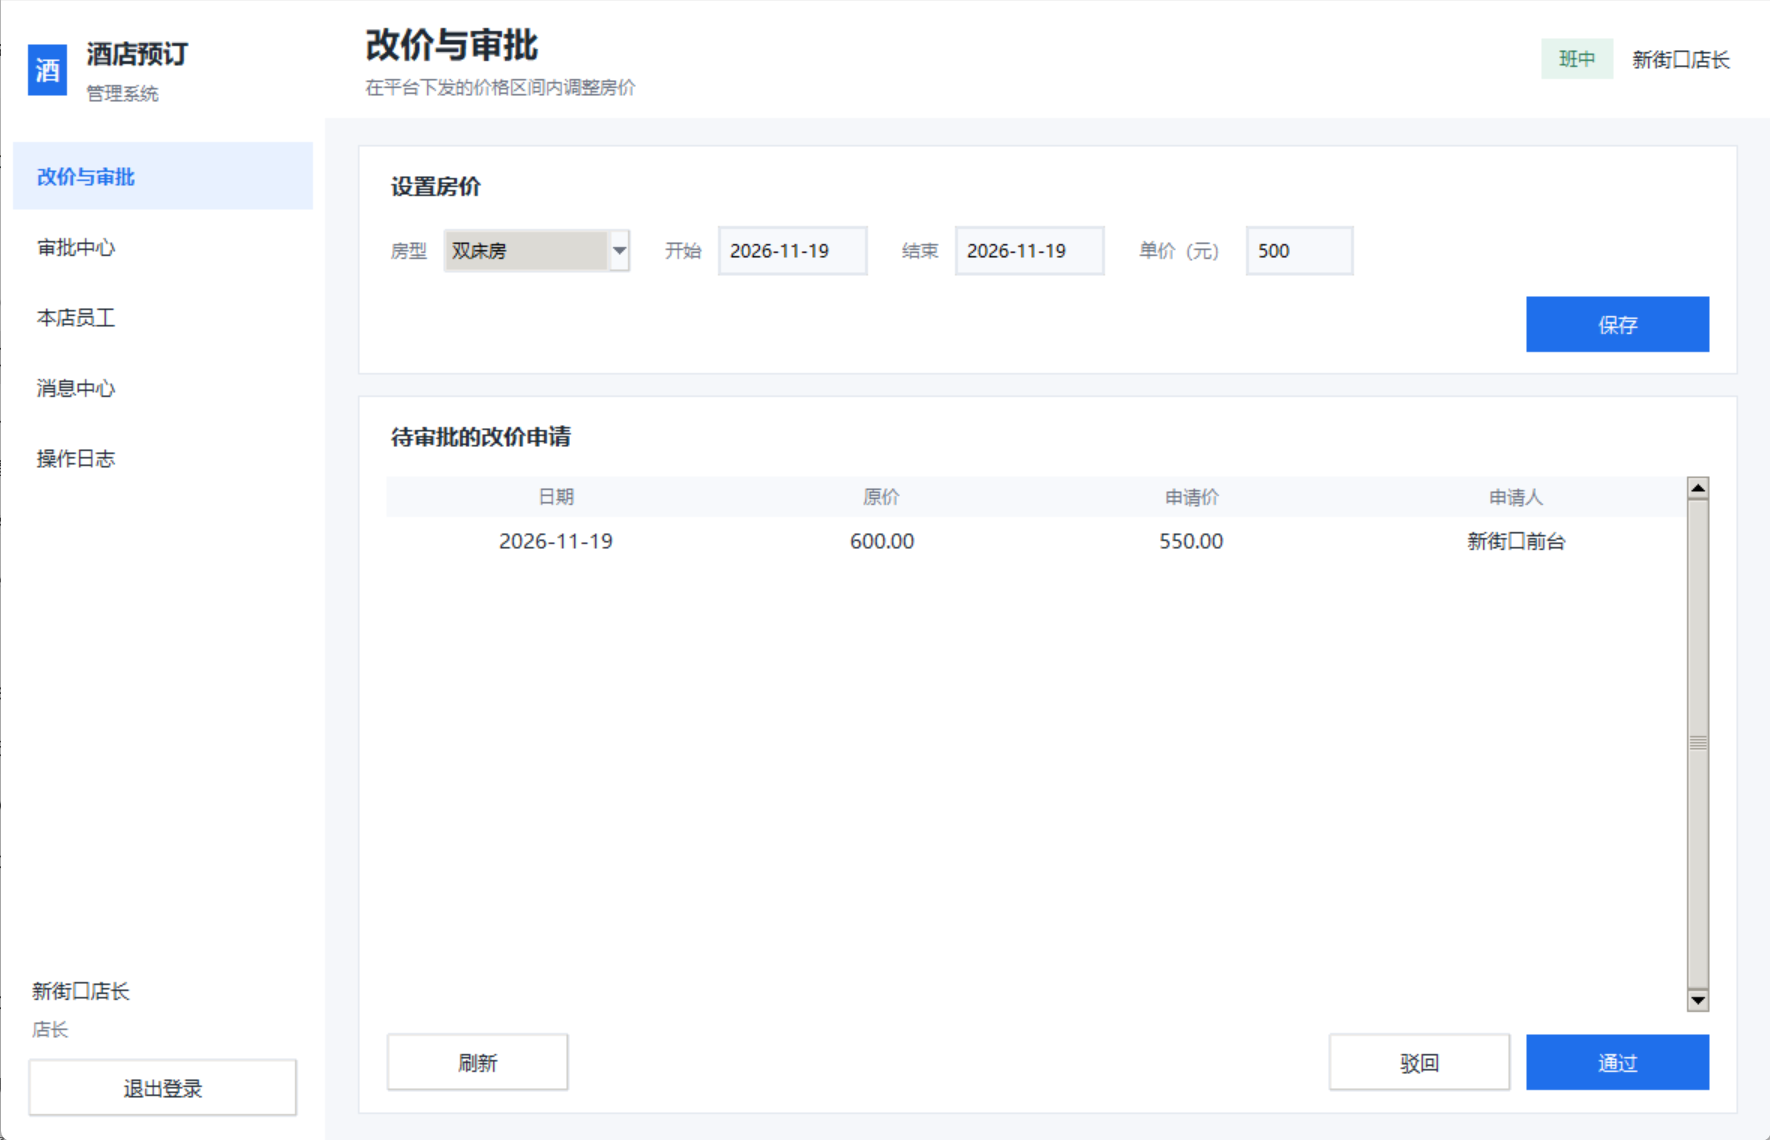 酒
酒店预订
管理系统
改价与审批
审批中心
本店员工
消息中心
操作日志
新街口店长
店长
退出登录
改价与审批
在平台下发的价格区间内调整房价
班中 新街口店长
设置房价
房型 双床房 开始 2026-11-19 结束 2026-11-19 单价（元） 500
保存
待审批的改价申请
日期 原价 申请价 申请人
2026-11-19 600.00 550.00 新街口前台
刷新 驳回 通过